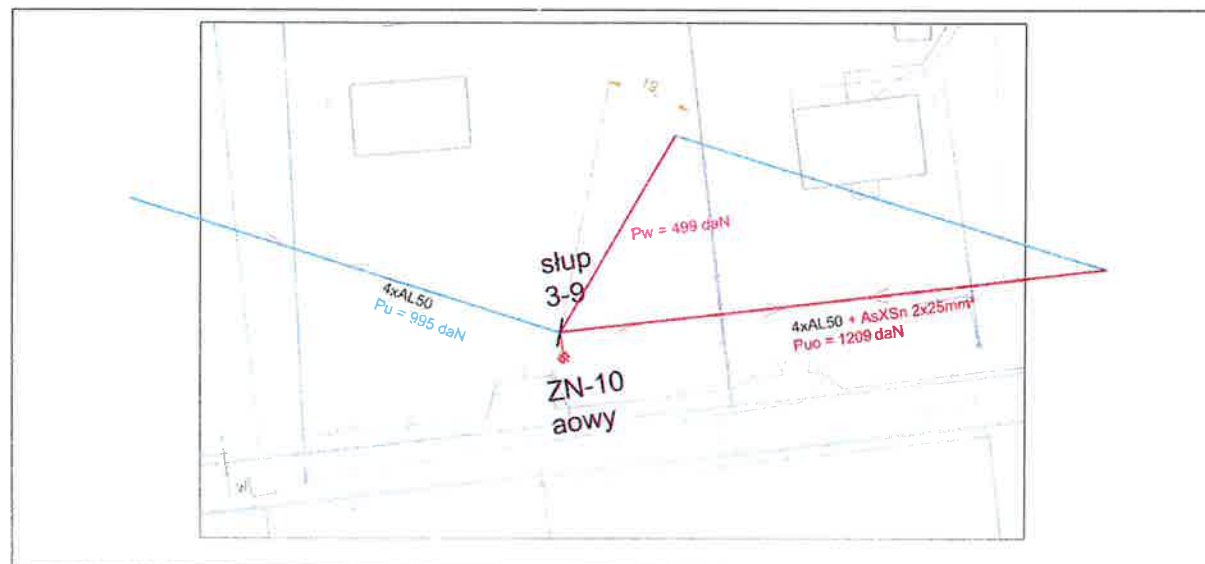 19
Pw = 499 daN
słup
3-9
4xAL50
Pu = 995 daN
4xAL50 + AsXSn 2x25mm²
Puo = 1209 daN
ZN-10
aowy